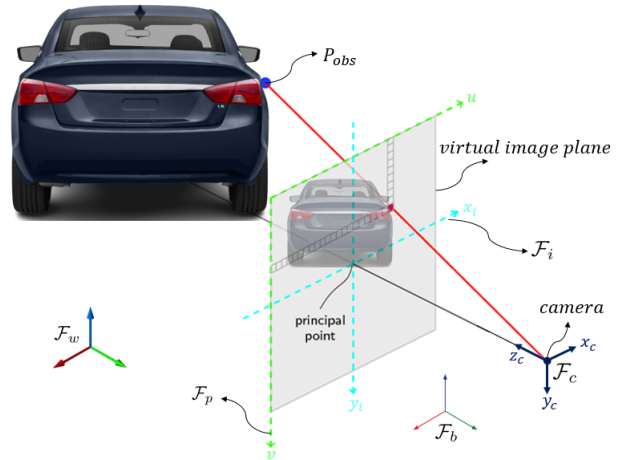 P_obs
u
virtual image plane
x_i
ℱ_i
principal
point
camera
ℱ_w
z_c
x_c
ℱ_c
ℱ_p
y_i
y_c
ℱ_b
v